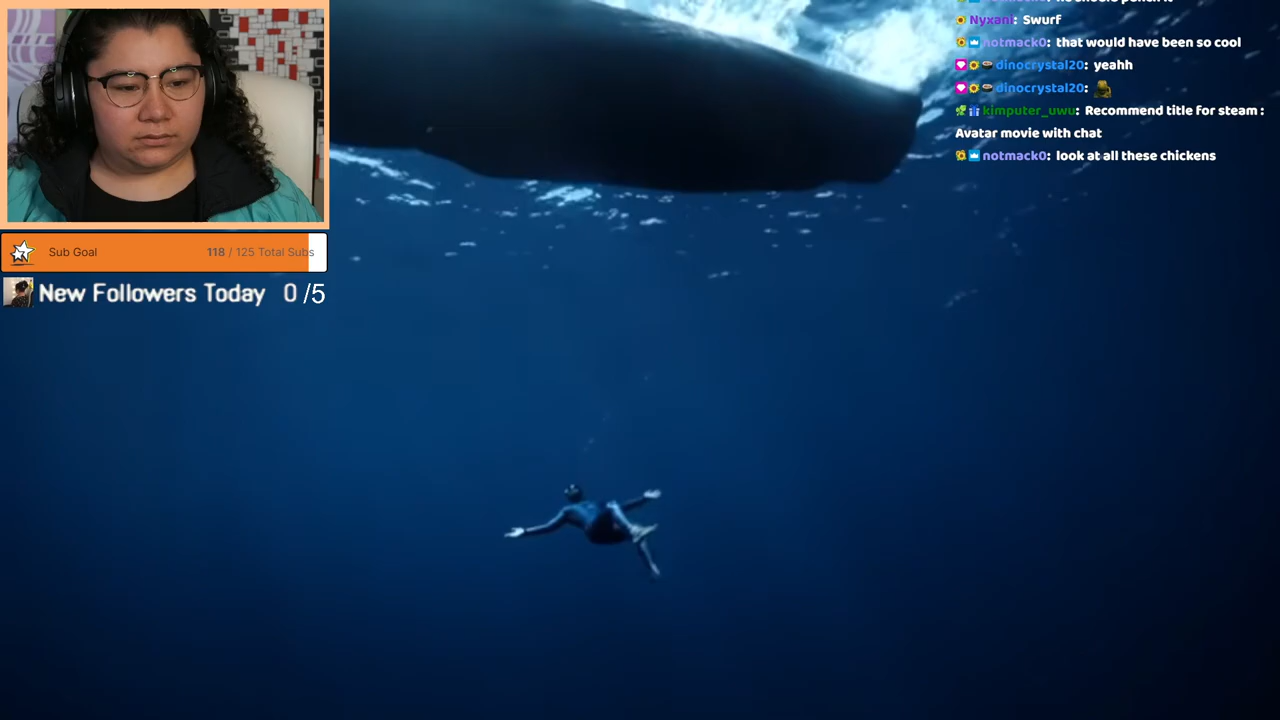 Nyxani: Swurf
notmack0: that would have been so cool
dinocrystal20: yeahh
dinocrystal20:
kimputer_uwu: Recommend title for steam :
Avatar movie with chat
notmack0: look at all these chickens
Sub Goal 118 / 125 Total Subs
New Followers Today 0 /5